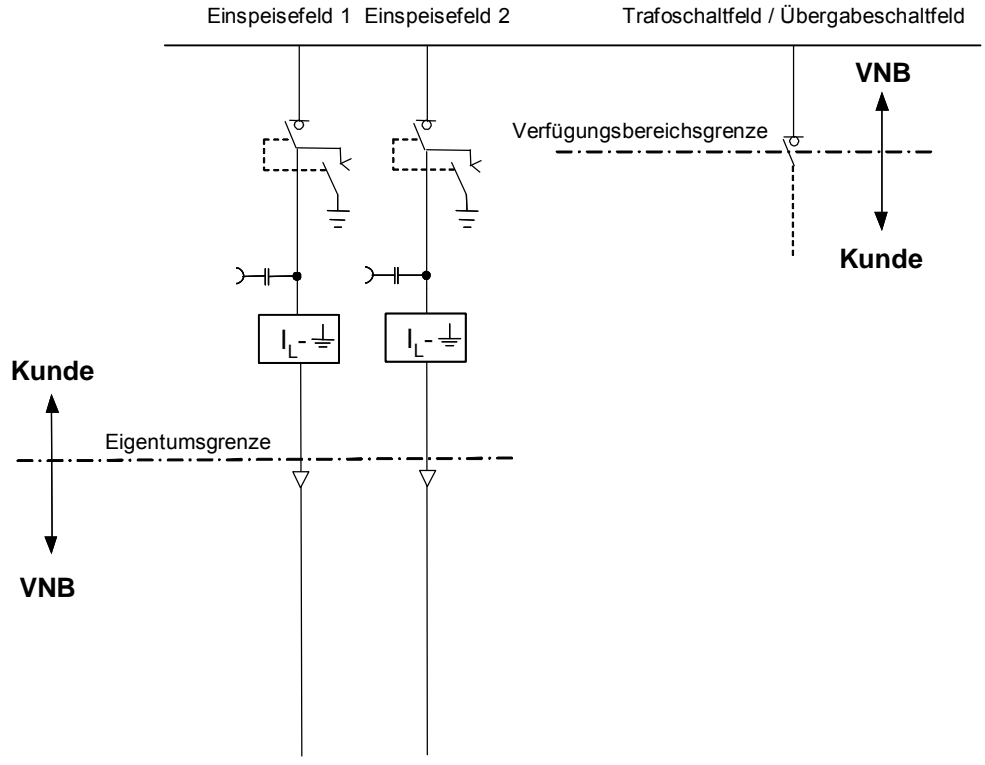 Einspeisefeld 1 Einspeisefeld 2 Trafoschaltfeld / Übergabeschaltfeld
VNB
Verfügungsbereichsgrenze
Kunde
I_L- I_L-
Kunde
Eigentumsgrenze
VNB